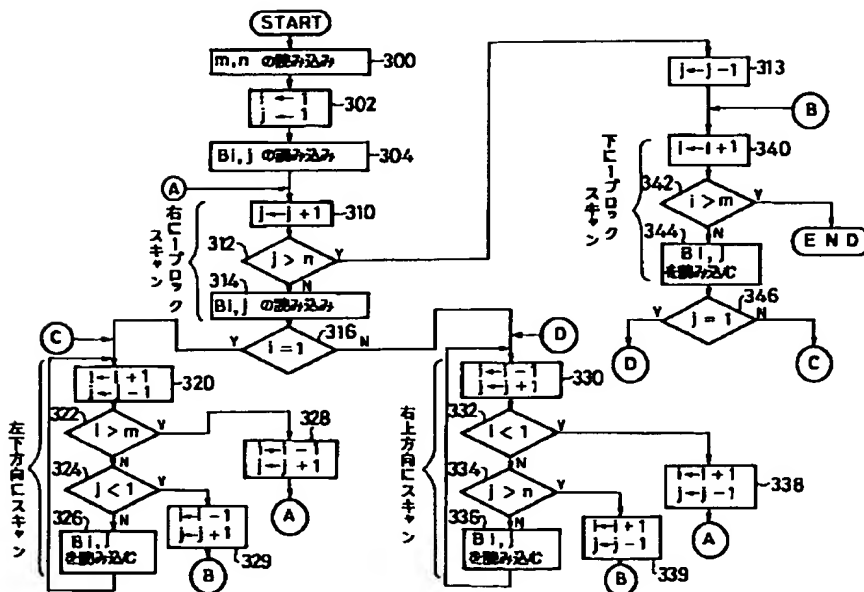 START
m,nの読み込み
300
i ← 1
j ← 1
302
Bi,jの読み込み
304
A
j←j+1
310
右に一ブロック
スキャン
312
j>n
Y
N
314
Bi,jの読み込み
316
i=1
Y
N
C
D
j←j-1
313
B
i←i+1
340
下に一ブロック
スキャン
342
i>m
Y
N
END
344
Bi,j
を読み込む
346
j=1
Y
N
D
C
i←i+1
j←j-1
320
左下方向にスキャン
322
i>m
Y
N
328
i←i-1
j←j+1
A
324
j<1
Y
N
i←i-1
j←j+1
329
B
326
Bi,j
を読み込む
i←i-1
j←j+1
330
右上方向にスキャン
332
i<1
Y
N
i←i+1
j←j-1
338
A
334
j>n
Y
N
i←i+1
j←j-1
339
B
336
Bi,j
を読み込む